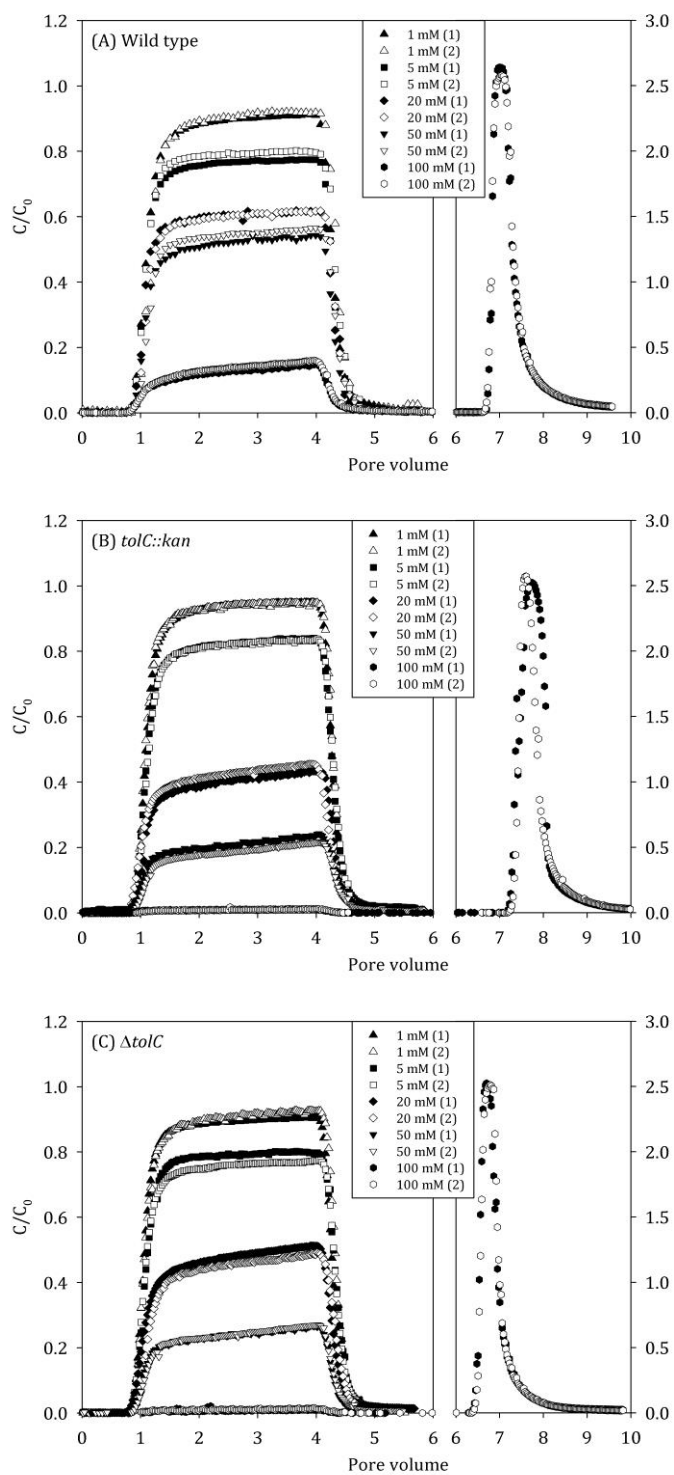 (A) Wild type
1 mM (1)
1 mM (2)
5 mM (1)
5 mM (2)
20 mM (1)
20 mM (2)
50 mM (1)
50 mM (2)
100 mM (1)
100 mM (2)
C/C0
1.2
1.0
0.8
0.6
0.4
0.2
0.0
3.0
2.5
2.0
1.5
1.0
0.5
0.0
0 1 2 3 4 5 6 6 7 8 9 10
Pore volume Pore volume
(B) tolC::kan
1 mM (1)
1 mM (2)
5 mM (1)
5 mM (2)
20 mM (1)
20 mM (2)
50 mM (1)
50 mM (2)
100 mM (1)
100 mM (2)
C/C0
1.2
1.0
0.8
0.6
0.4
0.2
0.0
3.0
2.5
2.0
1.5
1.0
0.5
0.0
0 1 2 3 4 5 6 6 7 8 9 10
Pore volume Pore volume
(C) ΔtolC
1 mM (1)
1 mM (2)
5 mM (1)
5 mM (2)
20 mM (1)
20 mM (2)
50 mM (1)
50 mM (2)
100 mM (1)
100 mM (2)
C/C0
1.2
1.0
0.8
0.6
0.4
0.2
0.0
3.0
2.5
2.0
1.5
1.0
0.5
0.0
0 1 2 3 4 5 6 6 7 8 9 10
Pore volume Pore volume